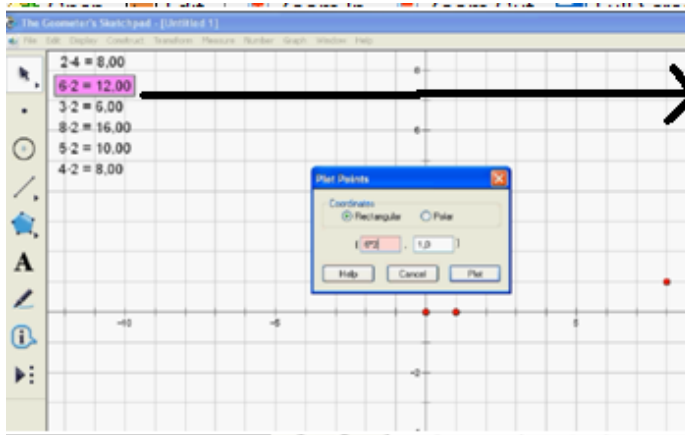 The Geometer's Sketchpad - [Untitled 1]
File Edit Display Construct Transform Measure Number Graph Window Help
2·4 = 8,00
6·2 = 12,00
3·2 = 6,00
8·2 = 16,00
5·2 = 10,00
4·2 = 8,00
Plot Points
Coordinates
Rectangular Polar
( 6*2 , 1,0 )
Help Cancel Plot
8
6
-10 -5 5
-2
A